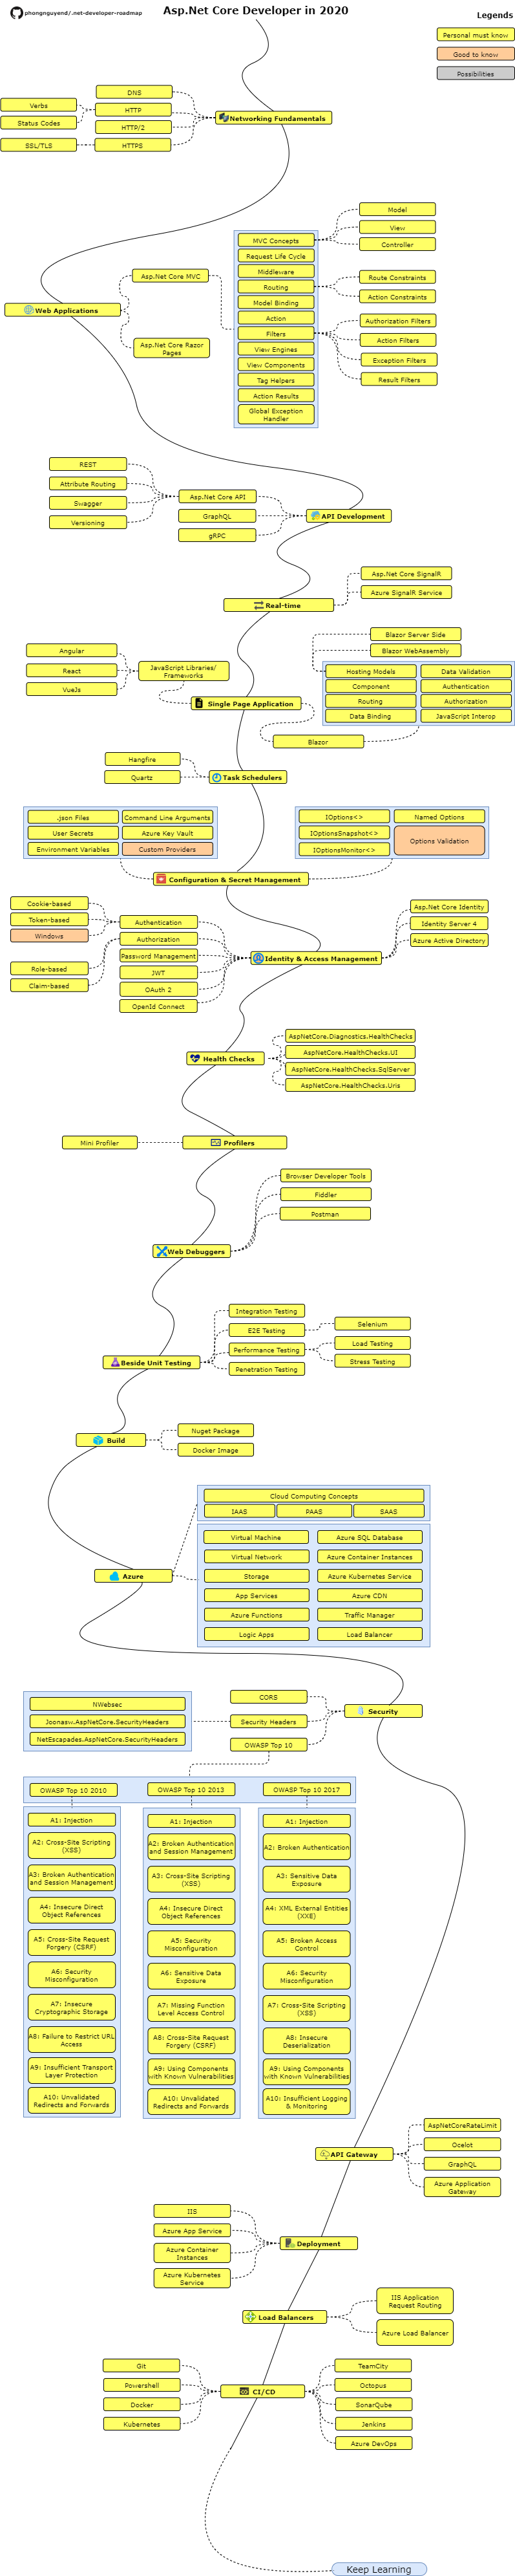 phongnguyend/.net-developer-roadmap
Asp.Net Core Developer in 2020
Legends
Personal must know
Good to know
Possibilities
DNS
Verbs
HTTP
Networking Fundamentals
Status Codes
HTTP/2
SSL/TLS
HTTPS
Model
View
MVC Concepts
Controller
Request Life Cycle
Middleware
Asp.Net Core MVC
Route Constraints
Routing
Action Constraints
Model Binding
Web Applications
Action
Authorization Filters
Filters
Action Filters
Asp.Net Core Razor
Pages
View Engines
Exception Filters
View Components
Tag Helpers
Result Filters
Action Results
Global Exception
Handler
REST
Attribute Routing
Asp.Net Core API
Swagger
GraphQL
API Development
Versioning
gRPC
Asp.Net Core SignalR
Azure SignalR Service
Real-time
Blazor Server Side
Angular
Blazor WebAssembly
JavaScript Libraries/
Frameworks
React
Hosting Models
Data Validation
VueJs
Component
Authentication
Single Page Application
Routing
Authorization
Data Binding
JavaScript Interop
Blazor
Hangfire
Quartz
Task Schedulers
.json Files
Command Line Arguments
IOptions<>
Named Options
User Secrets
Azure Key Vault
IOptionsSnapshot<>
Options Validation
Environment Variables
Custom Providers
IOptionsMonitor<>
Configuration & Secret Management
Cookie-based
Asp.Net Core Identity
Token-based
Authentication
Identity Server 4
Windows
Authorization
Azure Active Directory
Password Management
Identity & Access Management
Role-based
JWT
Claim-based
OAuth 2
OpenId Connect
AspNetCore.Diagnostics.HealthChecks
AspNetCore.HealthChecks.UI
Health Checks
AspNetCore.HealthChecks.SqlServer
AspNetCore.HealthChecks.Uris
Mini Profiler
Profilers
Browser Developer Tools
Fiddler
Postman
Web Debuggers
Integration Testing
E2E Testing
Selenium
Performance Testing
Load Testing
Beside Unit Testing
Stress Testing
Penetration Testing
Nuget Package
Build
Docker Image
Cloud Computing Concepts
IAAS
PAAS
SAAS
Virtual Machine
Azure SQL Database
Virtual Network
Azure Container Instances
Azure
Storage
Azure Kubernetes Service
App Services
Azure CDN
Azure Functions
Traffic Manager
Logic Apps
Load Balancer
CORS
NWebsec
Security
Joonasw.AspNetCore.SecurityHeaders
Security Headers
NetEscapades.AspNetCore.SecurityHeaders
OWASP Top 10
OWASP Top 10 2010
OWASP Top 10 2013
OWASP Top 10 2017
A1: Injection
A2: Cross-Site Scripting
(XSS)
A3: Broken Authentication
and Session Management
A4: Insecure Direct
Object References
A5: Cross-Site Request
Forgery (CSRF)
A6: Security
Misconfiguration
A7: Insecure
Cryptographic Storage
A8: Failure to Restrict URL
Access
A9: Insufficient Transport
Layer Protection
A10: Unvalidated
Redirects and Forwards
A1: Injection
A2: Broken Authentication
and Session Management
A3: Cross-Site Scripting
(XSS)
A4: Insecure Direct
Object References
A5: Security
Misconfiguration
A6: Sensitive Data
Exposure
A7: Missing Function
Level Access Control
A8: Cross-Site Request
Forgery (CSRF)
A9: Using Components
with Known Vulnerabilities
A10: Unvalidated
Redirects and Forwards
A1: Injection
A2: Broken Authentication
A3: Sensitive Data
Exposure
A4: XML External Entities
(XXE)
A5: Broken Access
Control
A6: Security
Misconfiguration
A7: Cross-Site Scripting
(XSS)
A8: Insecure
Deserialization
A9: Using Components
with Known Vulnerabilities
A10: Insufficient Logging
& Monitoring
AspNetCoreRateLimit
Ocelot
API Gateway
GraphQL
Azure Application
Gateway
IIS
Azure App Service
Deployment
Azure Container
Instances
Azure Kubernetes
Service
IIS Application
Request Routing
Load Balancers
Azure Load Balancer
Git
TeamCity
Powershell
Octopus
CI/CD
Docker
SonarQube
Kubernetes
Jenkins
Azure DevOps
Keep Learning